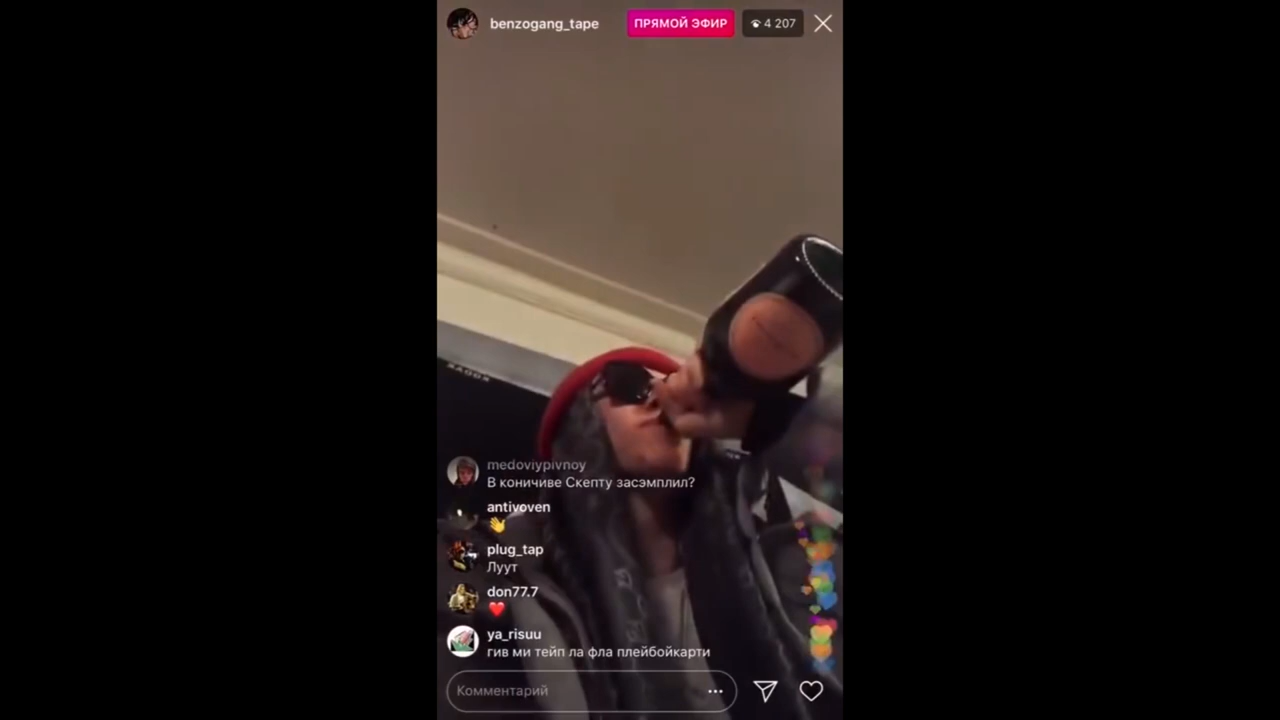 benzogang_tape
ПРЯМОЙ ЭФИР
4 207
medoviypivnoy
В коничиве Скепту засэмплил?
antivoven
👋
plug_tap
Луут
don77.7
❤️
ya_risuu
гив ми тейп ла фла плейбойкарти
Комментарий